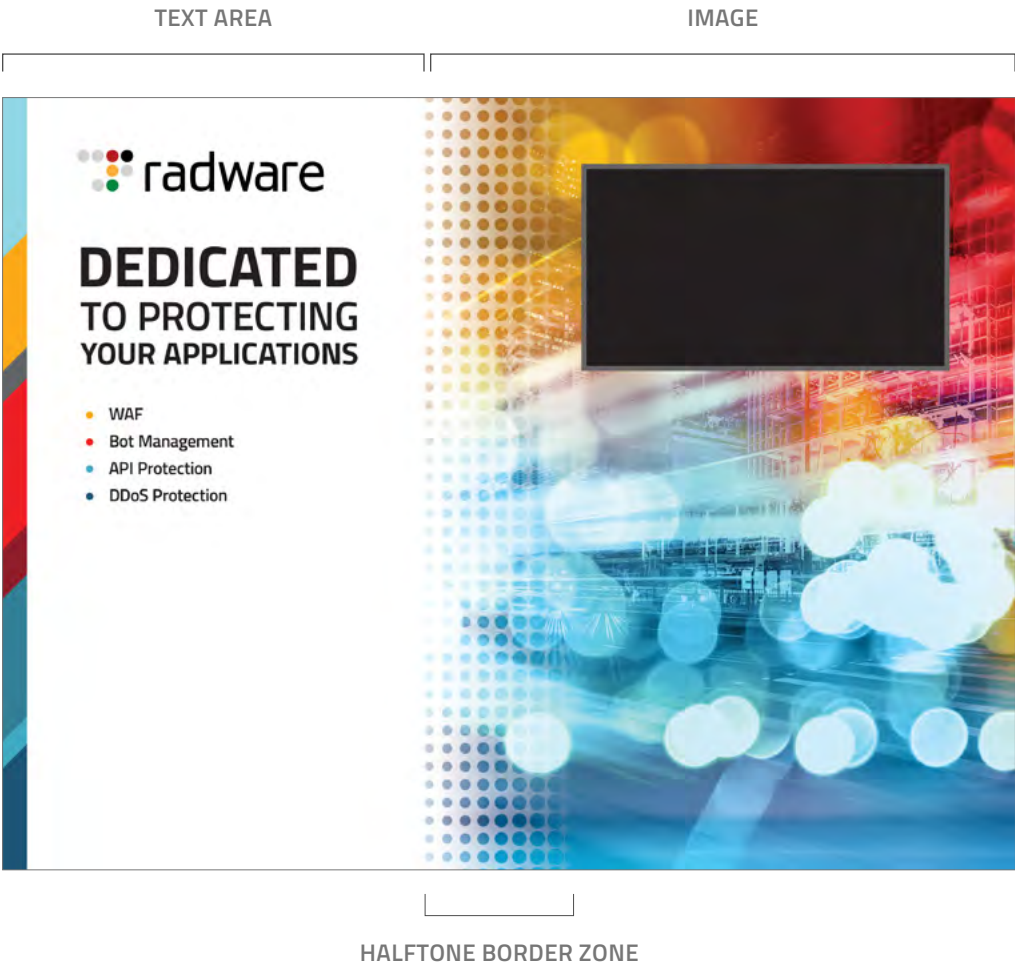 TEXT AREA
IMAGE
radware
DEDICATED
TO PROTECTING
YOUR APPLICATIONS
WAF
Bot Management
API Protection
DDoS Protection
HALFTONE BORDER ZONE